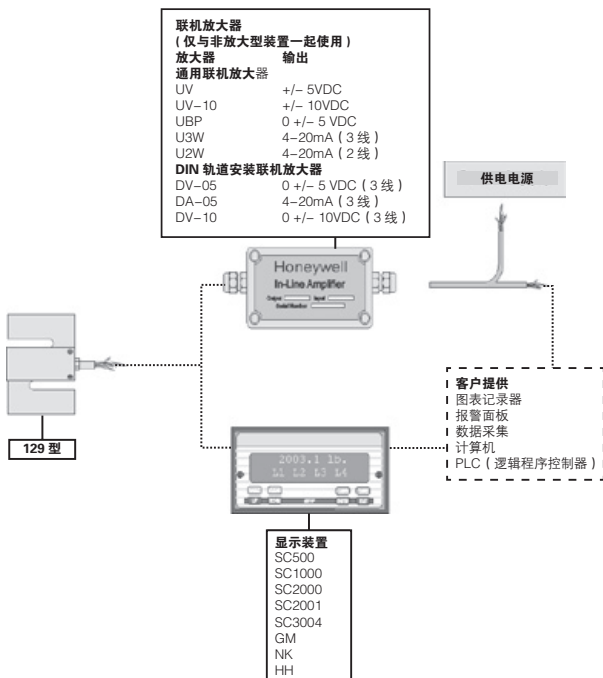 联机放大器
(仅与非放大型装置一起使用)
放大器 输出
通用联机放大器
UV +/– 5VDC
UV–10 +/– 10VDC
UBP 0 +/– 5 VDC
U3W 4–20mA(3 线)
U2W 4–20mA(2 线)
DIN 轨道安装联机放大器
DV–05 0 +/– 5 VDC(3 线)
DA–05 4–20mA(3 线)
DV–10 0 +/– 10VDC(3 线)
供电电源
Honeywell
In-Line Amplifier
Output Input
Serial Number
129 型
客户提供
图表记录器
报警面板
数据采集
计算机
PLC(逻辑程序控制器)
2003.1 lb.
L1 L2 L3 L4
显示装置
SC500
SC1000
SC2000
SC2001
SC3004
GM
NK
HH